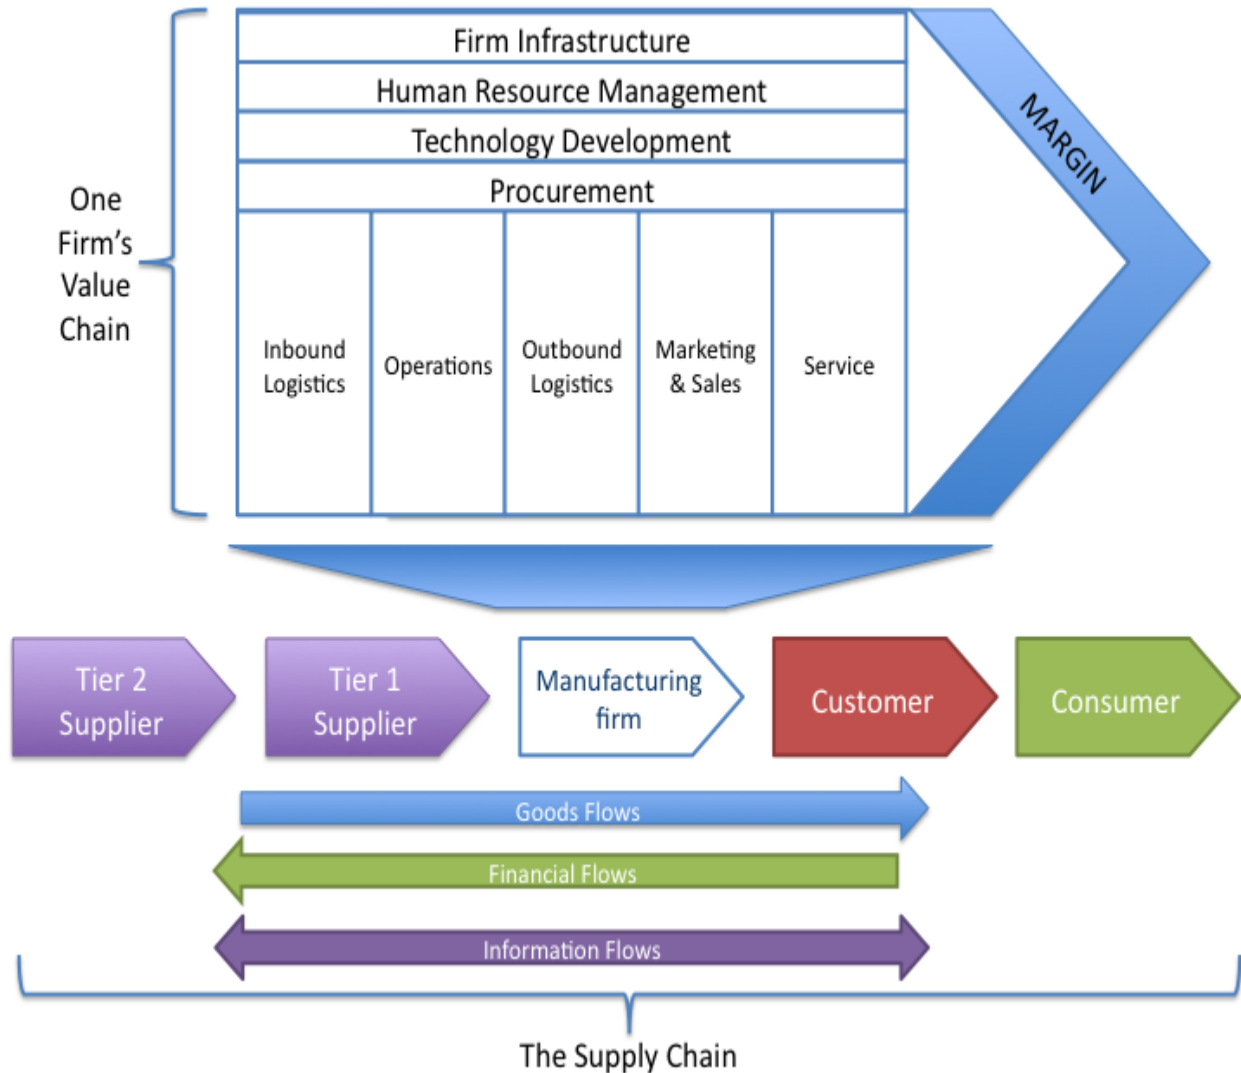 Firm Infrastructure
Human Resource Management
Technology Development
Procurement
MARGIN
One
Firm's
Value
Chain
Inbound
Logistics
Operations
Outbound
Logistics
Marketing
& Sales
Service
Tier 2
Supplier
Tier 1
Supplier
Manufacturing
firm
Customer
Consumer
Goods Flows
Financial Flows
Information Flows
The Supply Chain